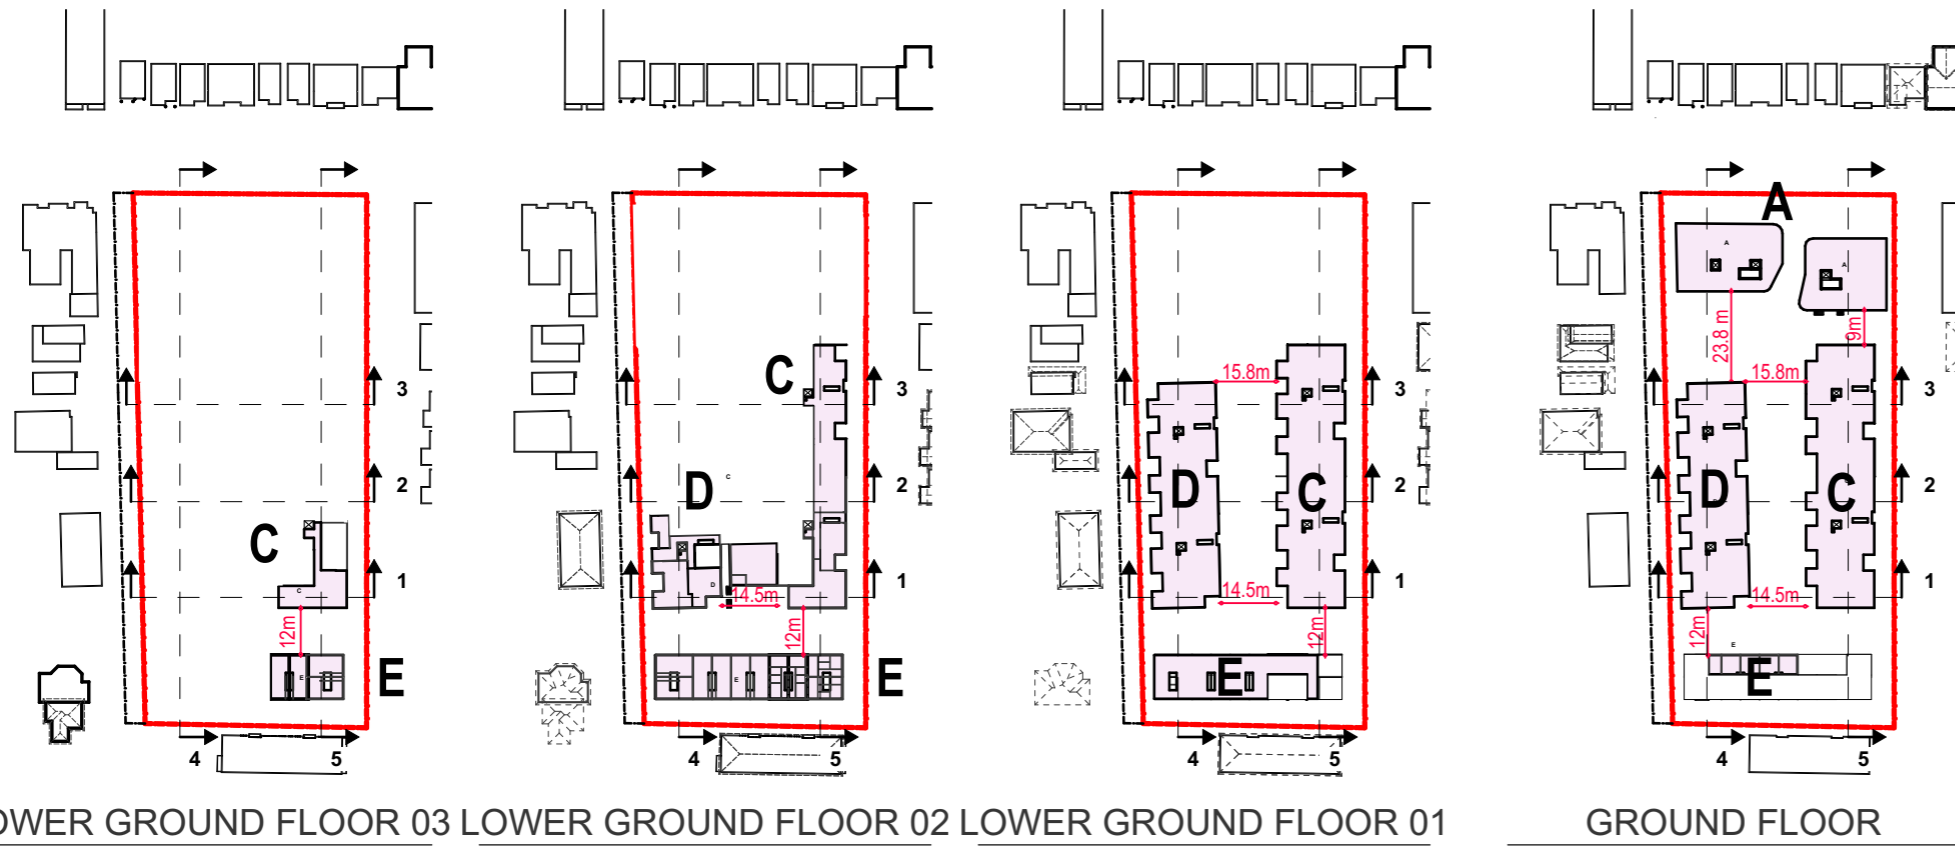 C
3
2
1
12m
E
E
C
4
5
OWER GROUND FLOOR 03
C
3
D
C
2
D
1
14.5m
12m
E
E
4
5
LOWER GROUND FLOOR 02
15.8m
3
D
C
2
1
14.5m
12m
E
4
5
LOWER GROUND FLOOR 01
A
A
A
23.8 m
9m
15.8m
3
D
C
2
1
14.5m
12m
E
E
4
5
GROUND FLOOR